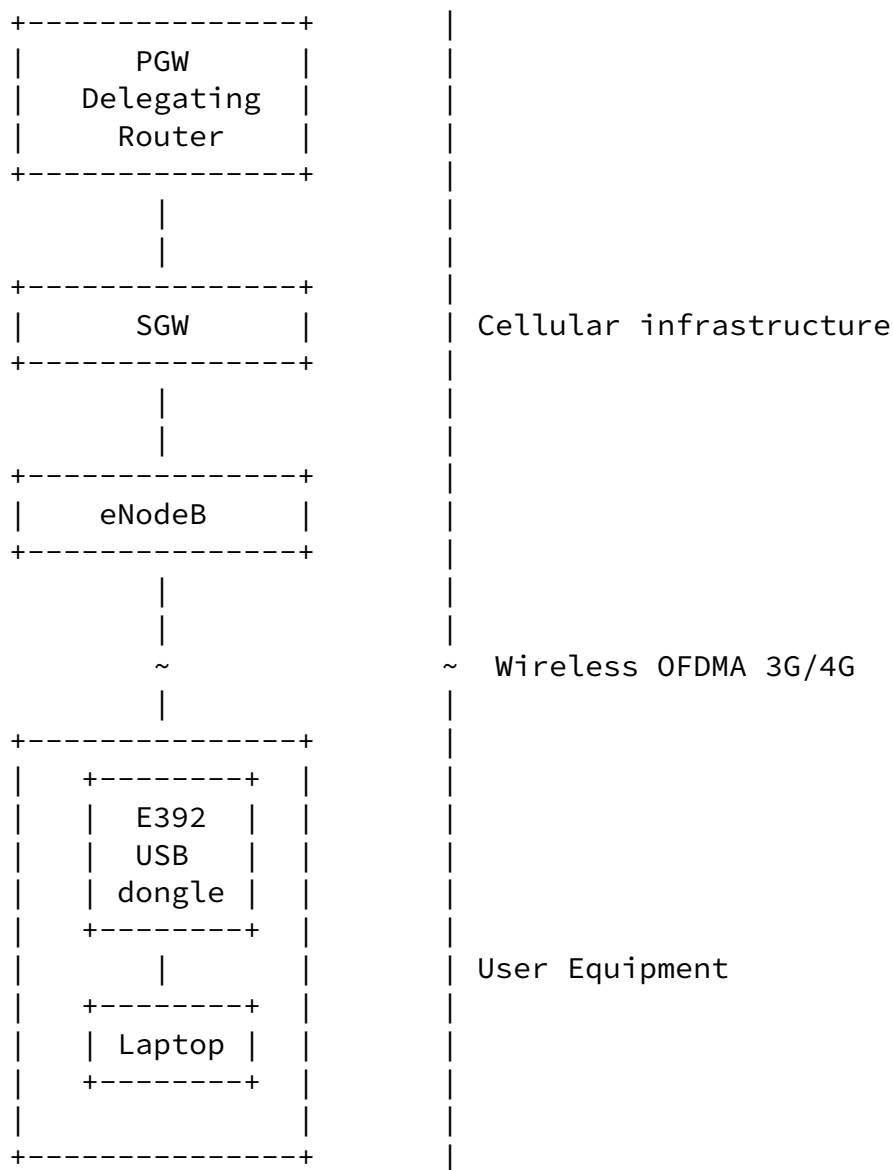 PGW
Delegating
Router
SGW
Cellular infrastructure
eNodeB
~ ~ Wireless OFDMA 3G/4G
E392
USB
dongle
User Equipment
Laptop